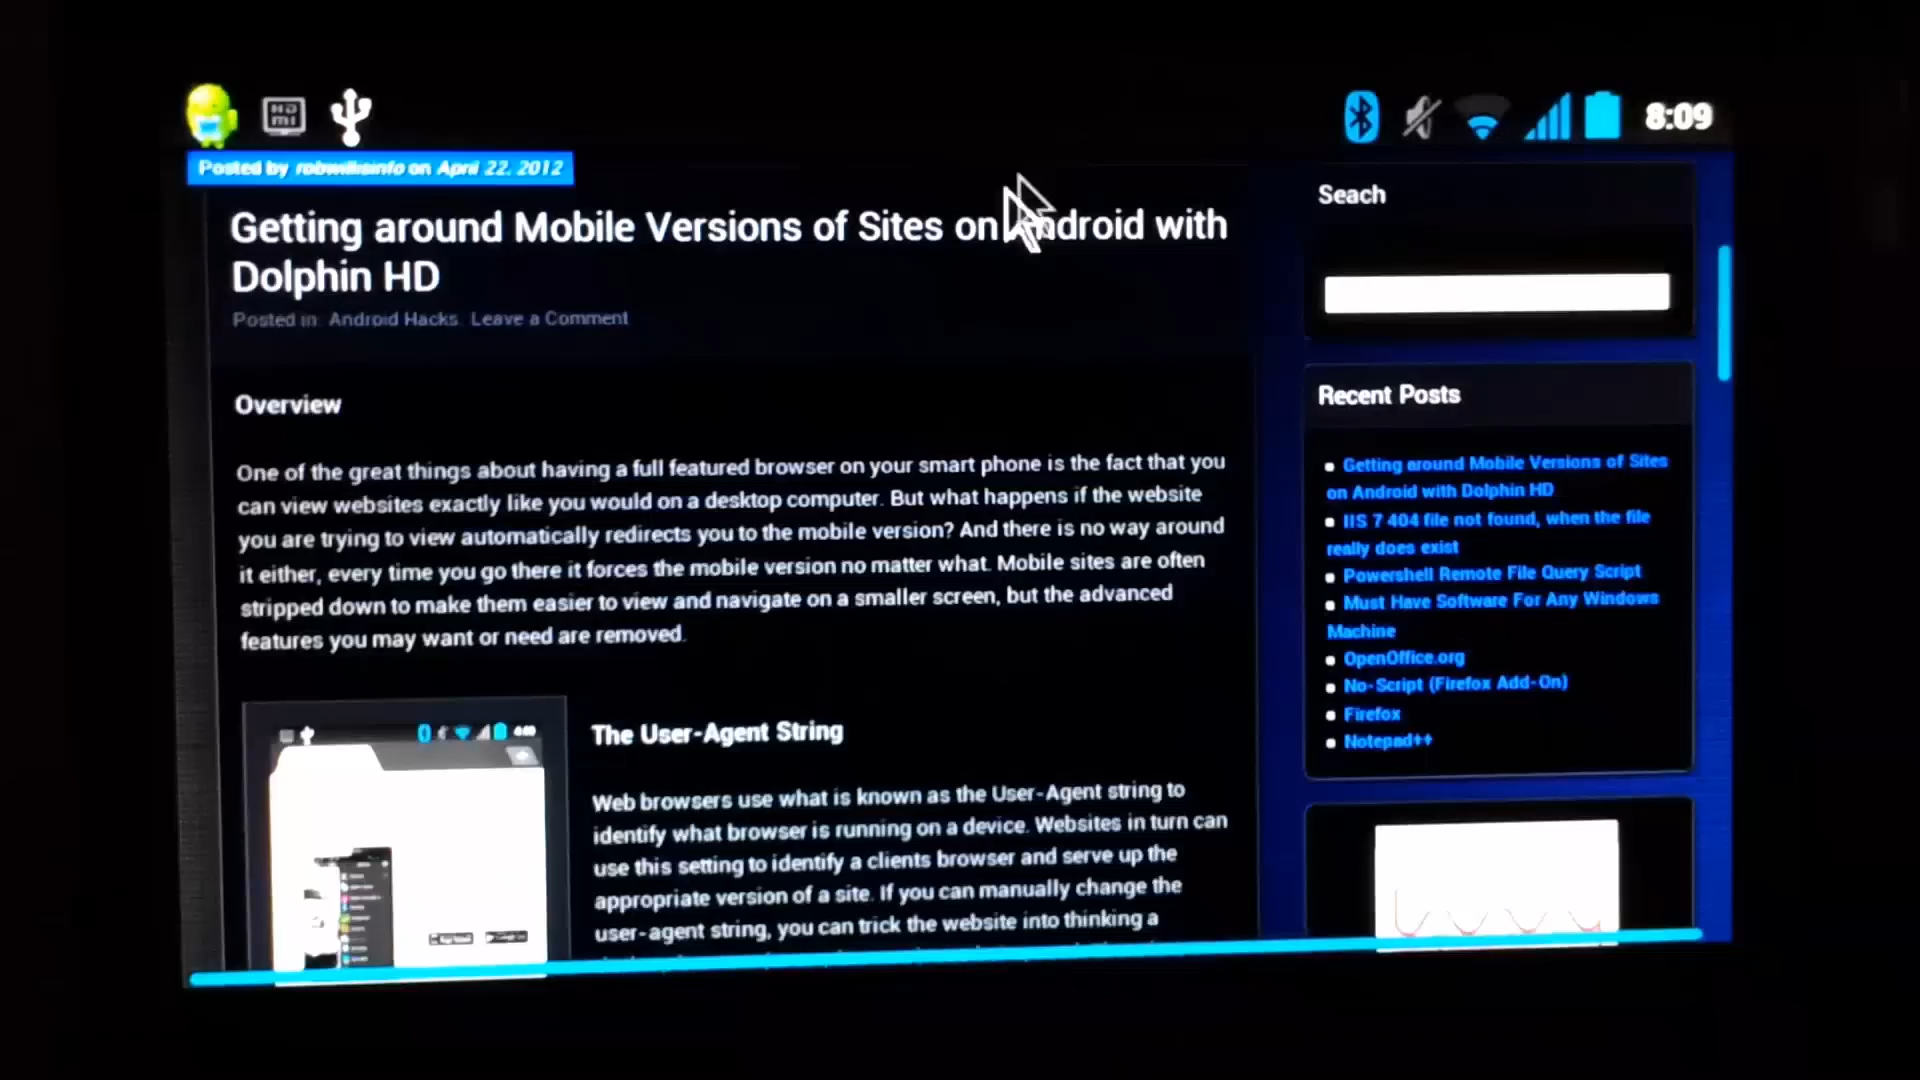 HDMI
8:09
Posted by robwillisinfo on April 22, 2012
Getting around Mobile Versions of Sites on Android with
Dolphin HD
Posted in: Android Hacks. Leave a Comment
Overview
One of the great things about having a full featured browser on your smart phone is the fact that you
can view websites exactly like you would on a desktop computer. But what happens if the website
you are trying to view automatically redirects you to the mobile version? And there is no way around
it either, every time you go there it forces the mobile version no matter what. Mobile sites are often
stripped down to make them easier to view and navigate on a smaller screen, but the advanced
features you may want or need are removed.
The User-Agent String
Web browsers use what is known as the User-Agent string to
identify what browser is running on a device. Websites in turn can
use this setting to identify a clients browser and serve up the
appropriate version of a site. If you can manually change the
user-agent string, you can trick the website into thinking a
Seach
Recent Posts
Getting around Mobile Versions of Sites
on Android with Dolphin HD
IIS 7 404 file not found, when the file
really does exist
Powershell Remote File Query Script
Must Have Software For Any Windows
Machine
OpenOffice.org
No-Script (Firefox Add-On)
Firefox
Notepad++